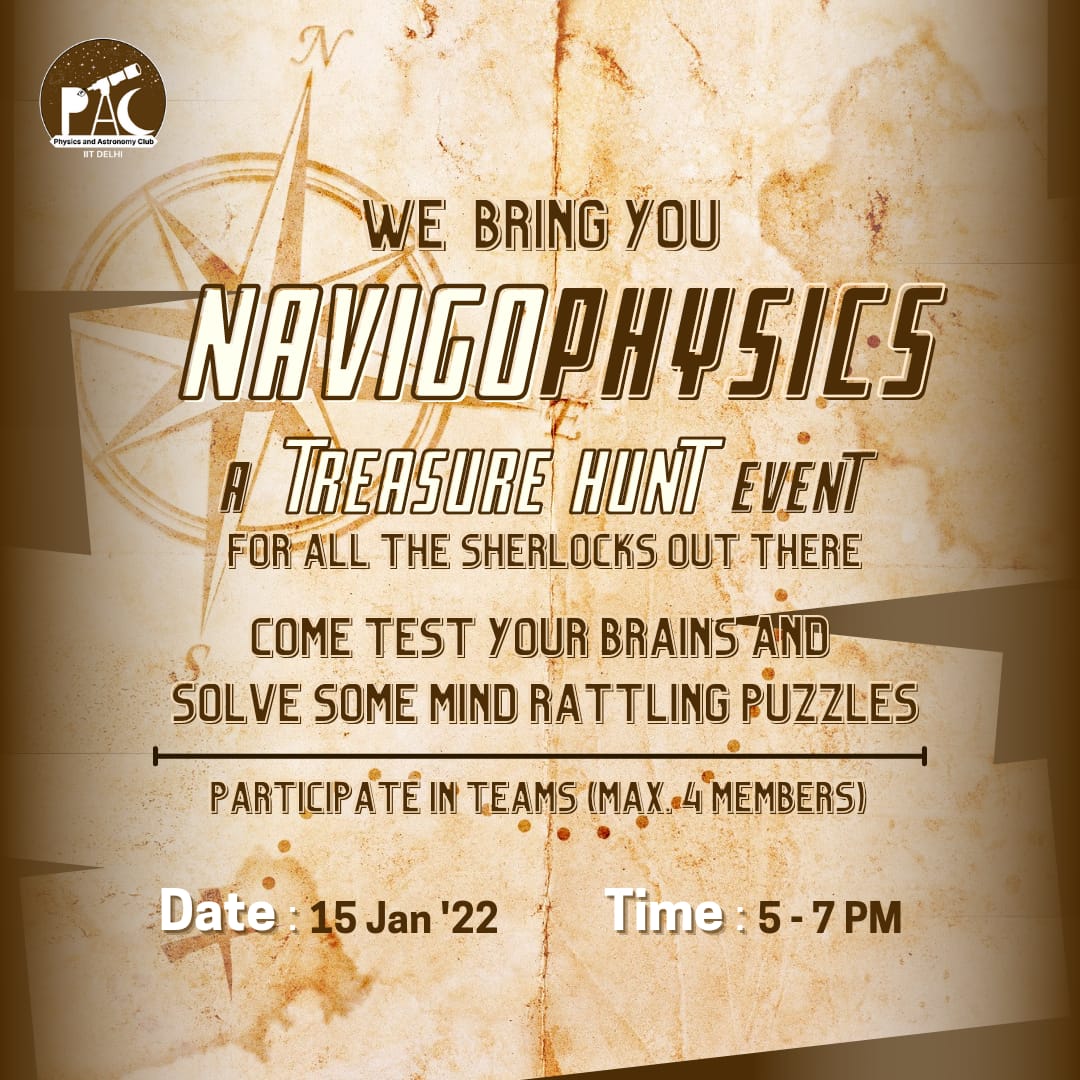 PAC
Physics and Astronomy Club
IIT DELHI
N
WE BRING YOU
NAVIGOPHYSICS
E
A TREASURE HUNT EVENT
FOR ALL THE SHERLOCKS OUT THERE
COME TEST YOUR BRAINS AND
S
SOLVE SOME MIND RATTLING PUZZLES
PARTICIPATE IN TEAMS (MAX. 4 MEMBERS)
Date : 15 Jan '22 Time : 5 - 7 PM